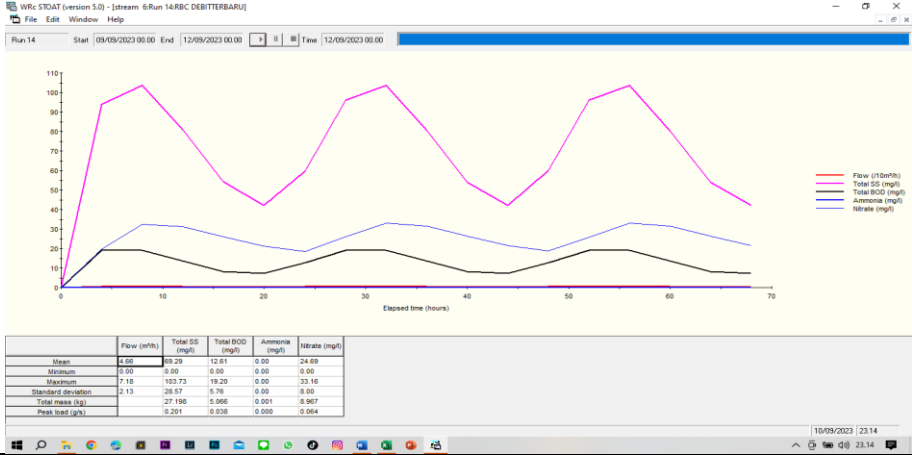 WRc STOAT (version 5.0) - [stream 6:Run 14:RBC DEBITTERBARU]
File Edit Window Help
Run 14 Start 09/09/2023 00.00 End 12/09/2023 00.00 Time 12/09/2023 00.00
110
100
90
80
70
60
50
40
30
20
10
0
0 10 20 30 40 50 60 70
Elapsed time (hours)
Flow (/10m³/h)
Total SS (mg/l)
Total BOD (mg/l)
Ammonia (mg/l)
Nitrate (mg/l)
Flow (m³/h) Total SS (mg/l) Total BOD (mg/l) Ammonia (mg/l) Nitrate (mg/l)
Mean 4.66 69.29 12.61 0.00 24.69
Minimum 0.00 0.00 0.00 0.00 0.00
Maximum 7.18 103.73 19.20 0.00 33.16
Standard deviation 2.13 28.57 5.76 0.00 8.00
Total mass (kg) 27.198 5.066 0.001 8.967
Peak load (g/s) 0.201 0.038 0.000 0.064
10/09/2023 23.14
23.14